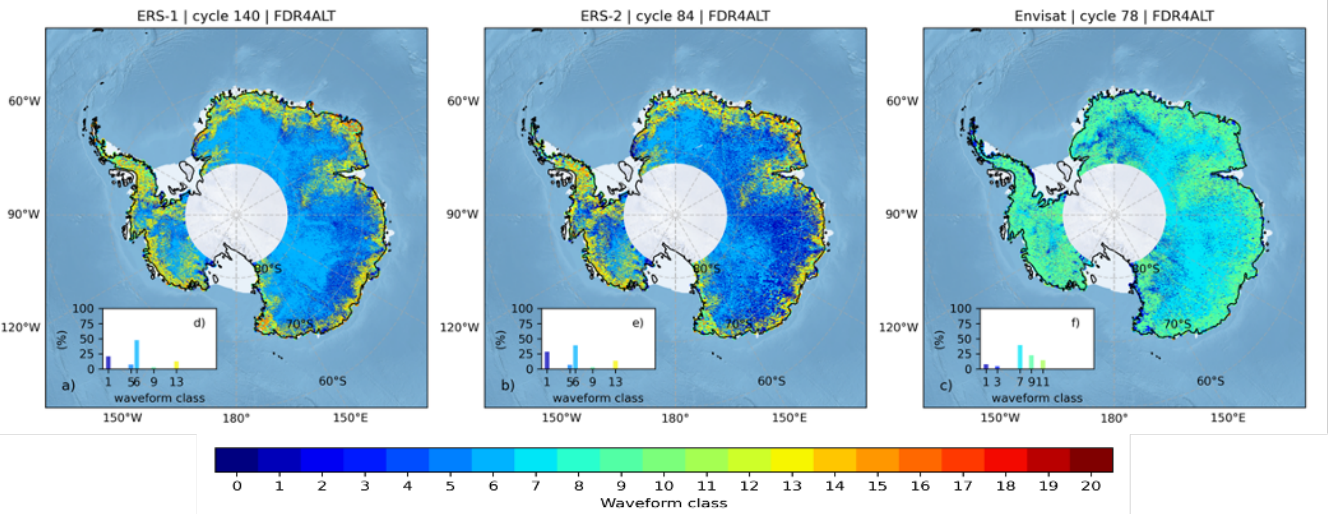 ERS-1 | cycle 140 | FDR4ALT
ERS-2 | cycle 84 | FDR4ALT
Envisat | cycle 78 | FDR4ALT
60°W
60°W
60°W
90°W
90°W
90°W
80°S
80°S
80°S
120°W
120°W
120°W
70°S
70°S
70°S
100
75
50
25
0
(%)
d)
1 56 9 13
waveform class
a)
60°S
100
75
50
25
0
(%)
e)
1 56 9 13
waveform class
b)
60°S
100
75
50
25
0
(%)
f)
1 3 7 9 11
waveform class
c)
60°S
150°W 180° 150°E
150°W 180° 150°E
150°W 180° 150°E
0 1 2 3 4 5 6 7 8 9 10 11 12 13 14 15 16 17 18 19 20
Waveform class